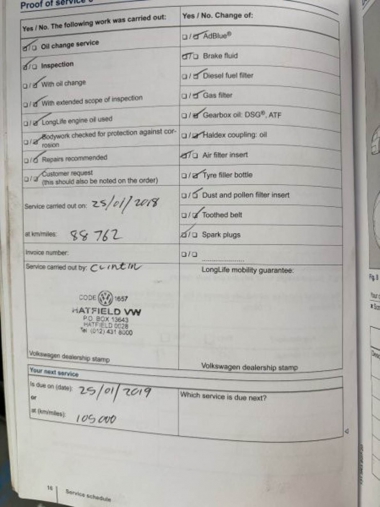 Proof of service
Yes / No. The following work was carried out:
Oil change service
Inspection
With oil change
With extended scope of inspection
LongLife engine oil used
Bodywork checked for protection against cor-
rosion
Repairs recommended
Customer request
(this should also be noted on the order)
Service carried out on: 25/01/2018
at km/miles: 88 762
Invoice number:
Service carried out by: Clintin
CODE 1657
HATFIELD VW
P.O. BOX 13643
HATFIELD 0028
Tel: (012) 431 6000
Volkswagen dealership stamp
Yes / No. Change of:
AdBlue®
Brake fluid
Diesel fuel filter
Gas filter
Gearbox oil: DSG®, ATF
Haldex coupling: oil
Air filter insert
Tyre filler bottle
Dust and pollen filter insert
Toothed belt
Spark plugs
LongLife mobility guarantee:
Volkswagen dealership stamp
Your next service
is due on (date): 25/01/2019
or
at (km/miles): 105000
Which service is due next?
Service schedule